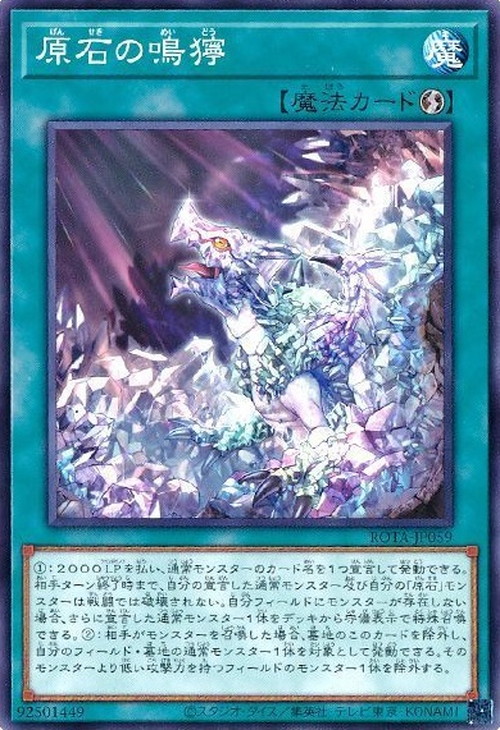 原石の鳴獰
げん せき めい どう
魔
【魔法カード】
ROTA-JP059
①：２０００LPを払い、通常モンスターのカード名を１つ宣言して発動できる。
相手ターン終了時まで、自分の宣言した通常モンスター及び自分の「原石」モン
スターは戦闘では破壊されない。自分フィールドにモンスターが存在しない
場合、さらに宣言した通常モンスター１体をデッキから守備表示で特殊召喚
できる。②：相手がモンスターを召喚した場合、墓地のこのカードを除外し、
自分のフィールド・墓地の通常モンスター１体を対象として発動できる。その
モンスターより低い攻撃力を持つフィールドのモンスター１体を除外する。
92501449
©スタジオ・ダイス／集英社・テレビ東京・KONAMI